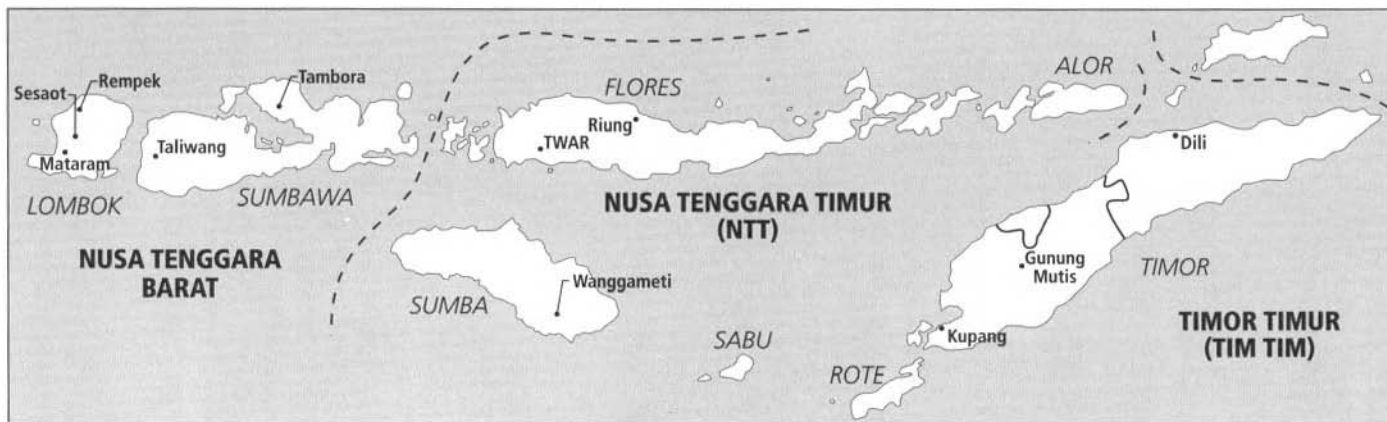 Rempek
Sesaot
Mataram
LOMBOK
Tambora
Taliwang
SUMBAWA
NUSA TENGGARA
BARAT
FLORES
Riung
TWAR
ALOR
Dili
NUSA TENGGARA TIMUR
(NTT)
Wanggameti
SUMBA
SABU
ROTE
Kupang
Gunung
Mutis
TIMOR
TIMOR TIMUR
(TIM TIM)